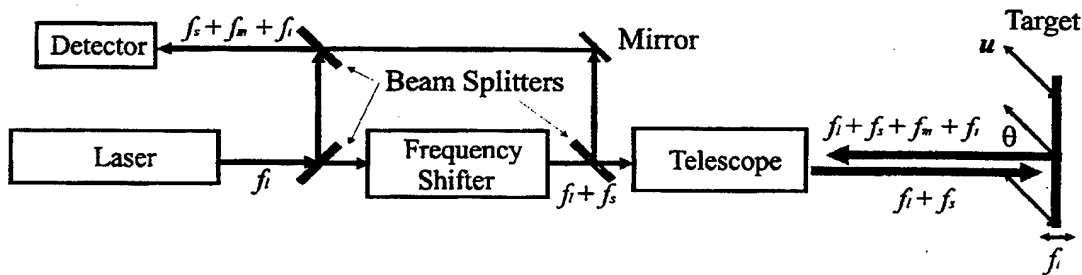 fs + fm + ft
Target
Detector
Mirror
u
Beam Splitters
fl + fs + fm + ft
θ
Laser
Frequency
Shifter
Telescope
fl
fl + fs
fl + fs
ft